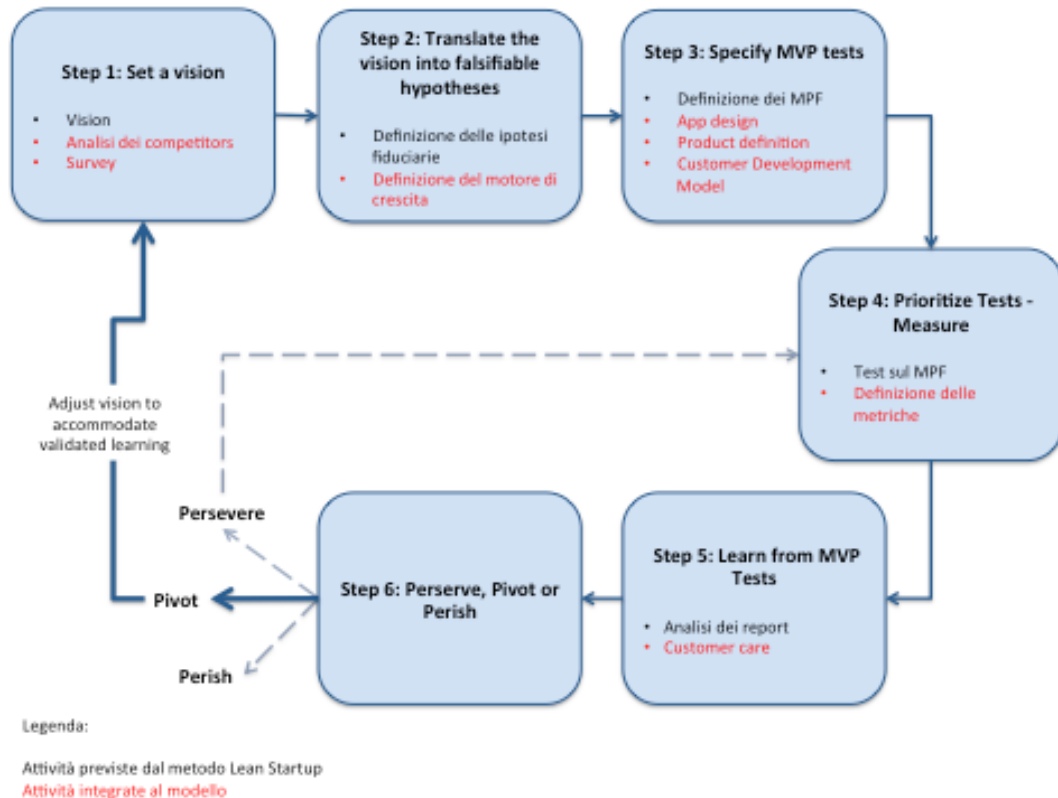 Step 1: Set a vision
• Vision
• Analisi dei competitors
• Survey
Step 2: Translate the
vision into falsifiable
hypotheses
• Definizione delle ipotesi
fiduciarie
• Definizione del motore di
crescita
Step 3: Specify MVP tests
• Definizione dei MPF
• App design
• Product definition
• Customer Development
Model
Step 4: Prioritize Tests -
Measure
• Test sul MPF
• Definizione delle
metriche
Step 5: Learn from MVP
Tests
• Analisi dei report
• Customer care
Step 6: Perserve, Pivot or
Perish
Persevere
Pivot
Perish
Adjust vision to
accommodate
validated learning
Legenda:
Attività previste dal metodo Lean Startup
Attività integrate al modello